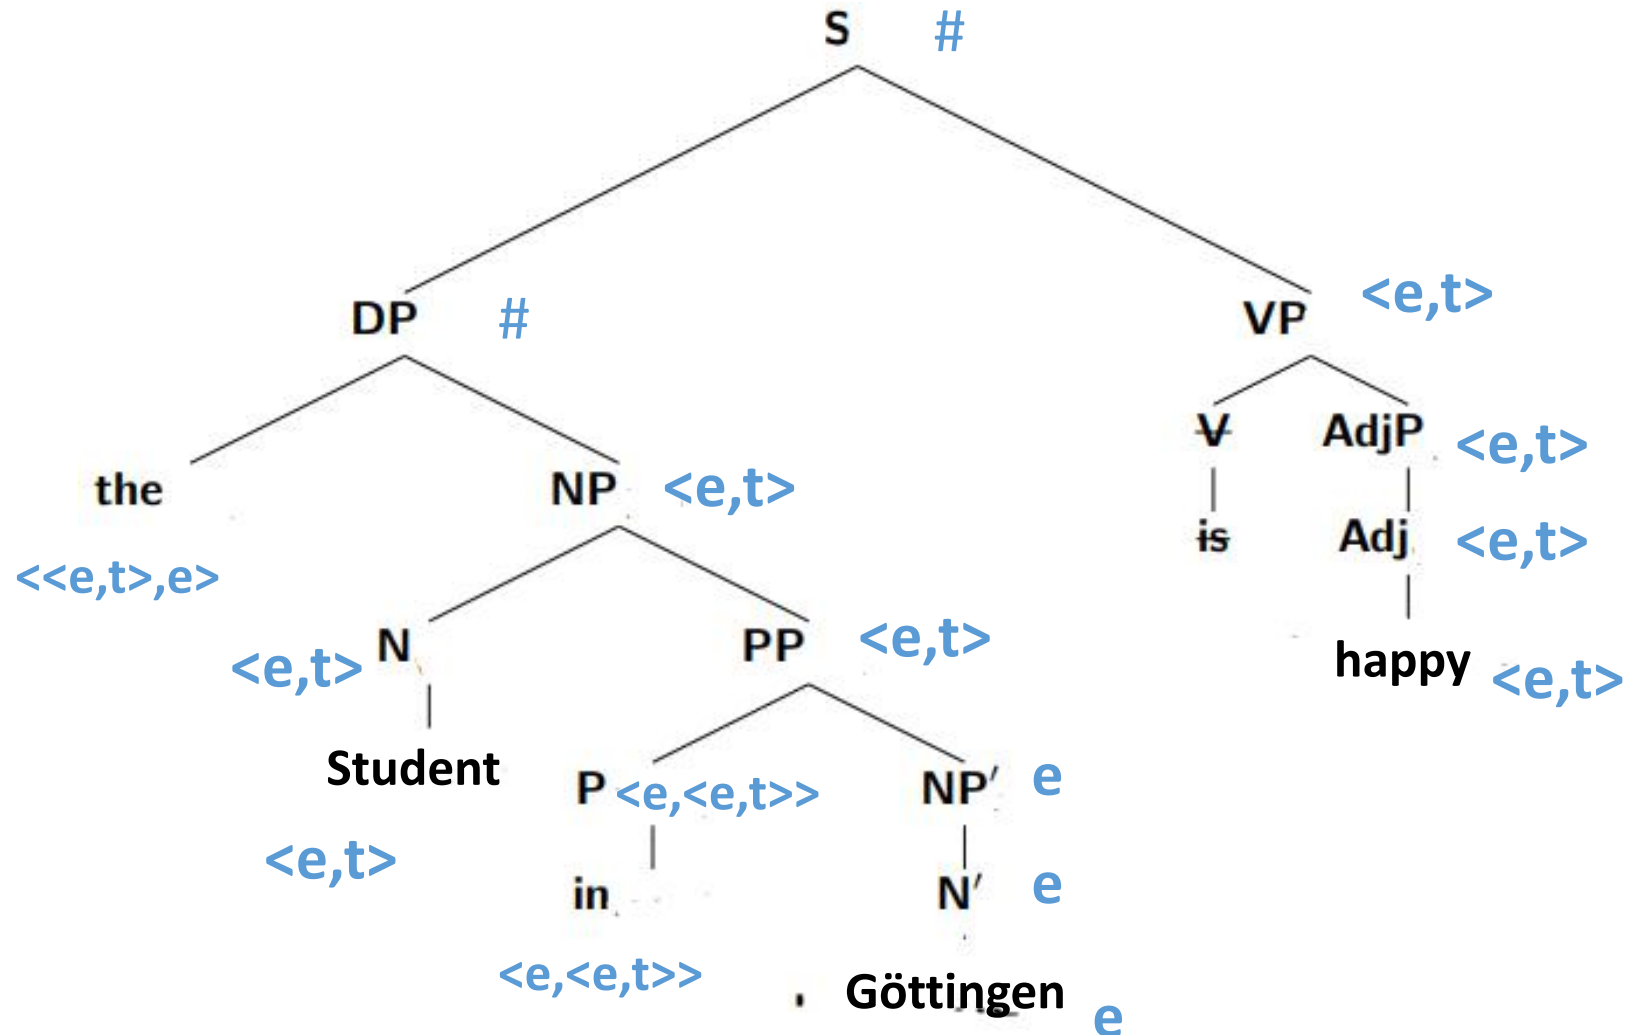 S #
DP # VP <e,t>
the NP <e,t> V AdjP <e,t>
<<e,t>,e> is Adj <e,t>
<e,t> N PP <e,t> happy <e,t>
Student P <e,<e,t>> NP′ e
<e,t> in N′ e
<e,<e,t>> Göttingen e